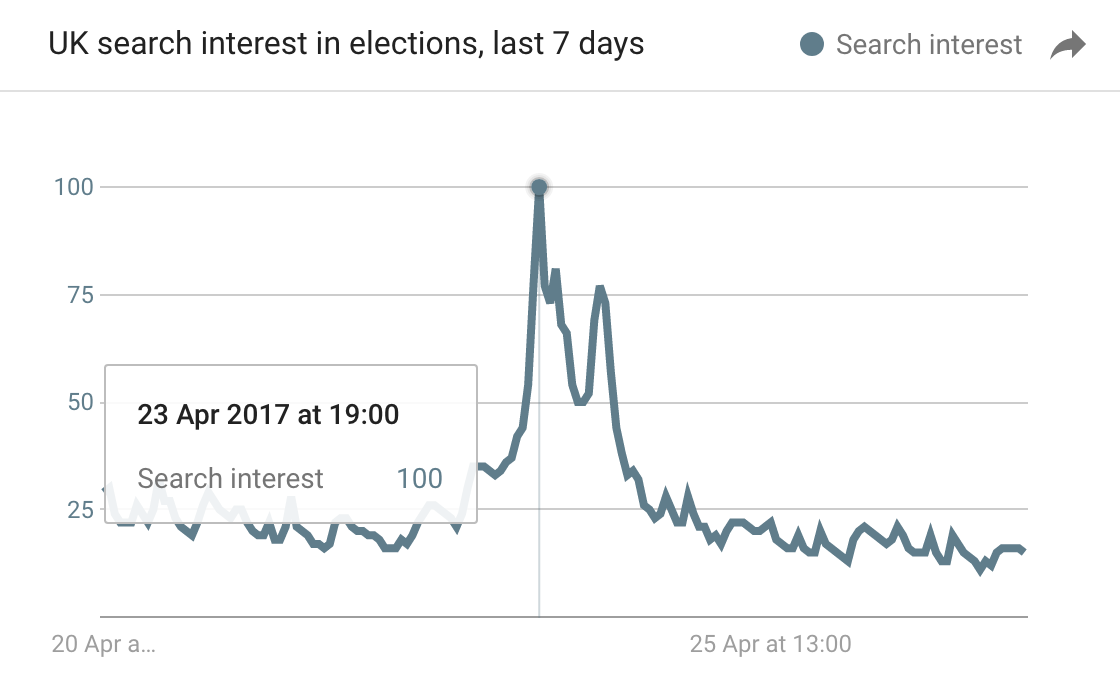 UK search interest in elections, last 7 days
Search interest
100
75
50
25
23 Apr 2017 at 19:00
Search interest 100
20 Apr a...
25 Apr at 13:00